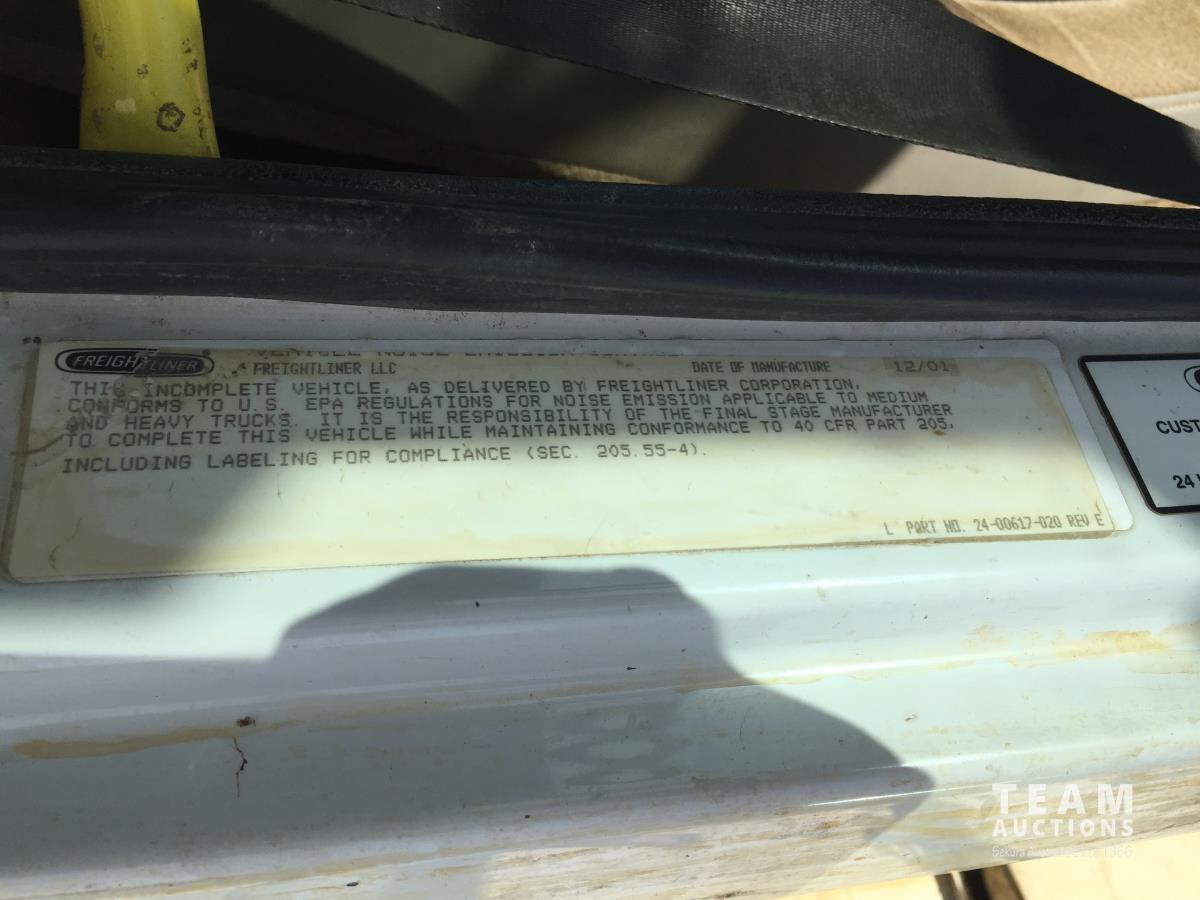 VEHICLE NOISE EMISSION
FREIGHTLINER
FREIGHTLINER LLC DATE OF MANUFACTURE 12/01
THIS INCOMPLETE VEHICLE, AS DELIVERED BY FREIGHTLINER CORPORATION,
CONFORMS TO U.S. EPA REGULATIONS FOR NOISE EMISSION APPLICABLE TO MEDIUM
AND HEAVY TRUCKS. IT IS THE RESPONSIBILITY OF THE FINAL STAGE MANUFACTURER
TO COMPLETE THIS VEHICLE WHILE MAINTAINING CONFORMANCE TO 40 CFR PART 205,
INCLUDING LABELING FOR COMPLIANCE (SEC. 205.55-4).
L PART NO. 24-00617-020 REV E
CUST
24
TEAM
AUCTIONS